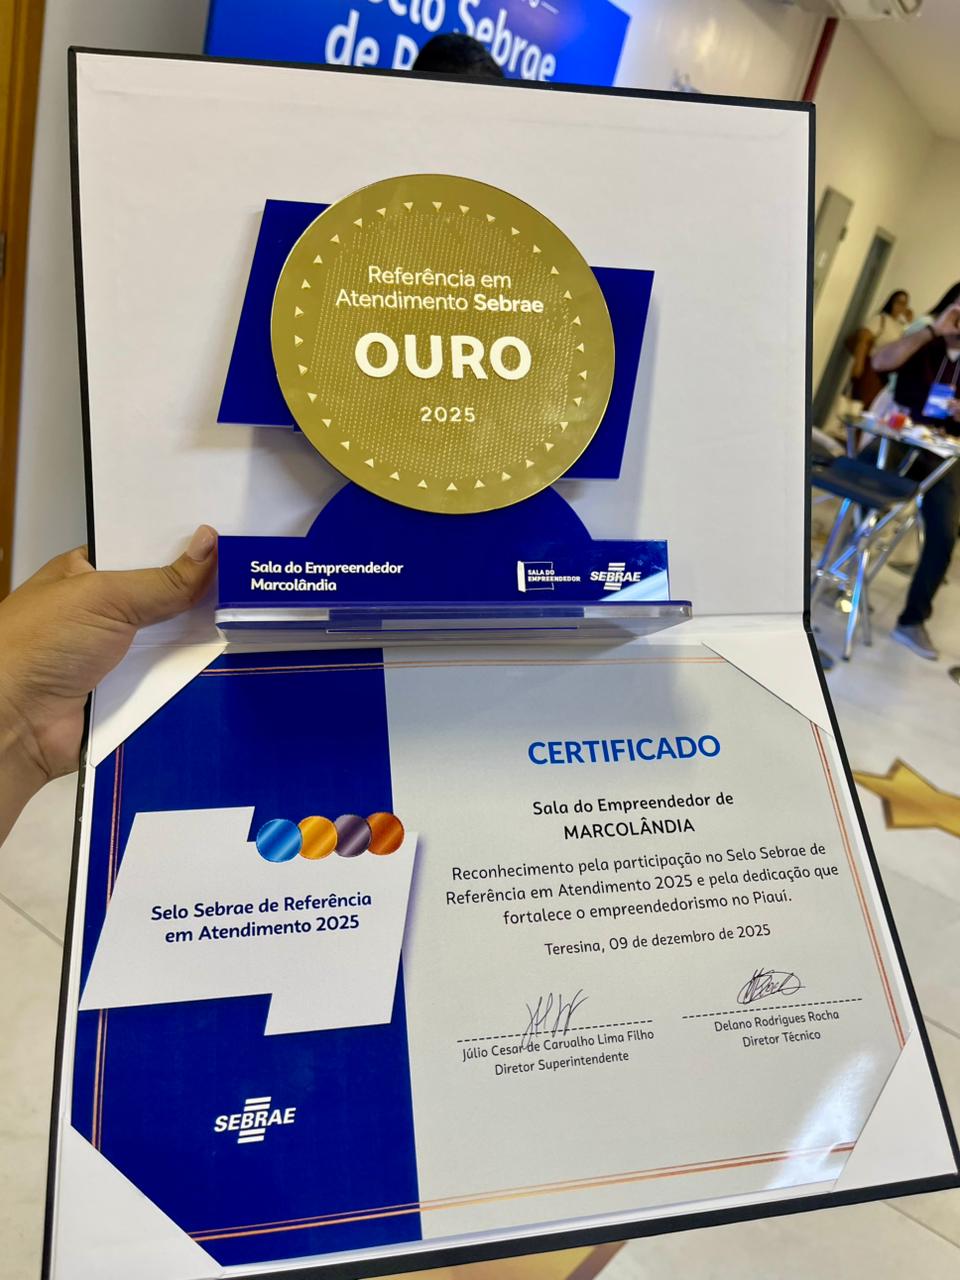 Selo Sebrae
de
Referência em
Atendimento Sebrae
OURO
2025
Sala do Empreendedor
Marcolândia
SALA DO
EMPREENDEDOR
SEBRAE
CERTIFICADO
Sala do Empreendedor de
MARCOLÂNDIA
Reconhecimento pela participação no Selo Sebrae de
Referência em Atendimento 2025 e pela dedicação que
fortalece o empreendedorismo no Piauí.
Teresina, 09 de dezembro de 2025
Júlio Cesar de Carvalho Lima Filho
Diretor Superintendente
Delano Rodrigues Rocha
Diretor Técnico
Selo Sebrae de Referência
em Atendimento 2025
SEBRAE